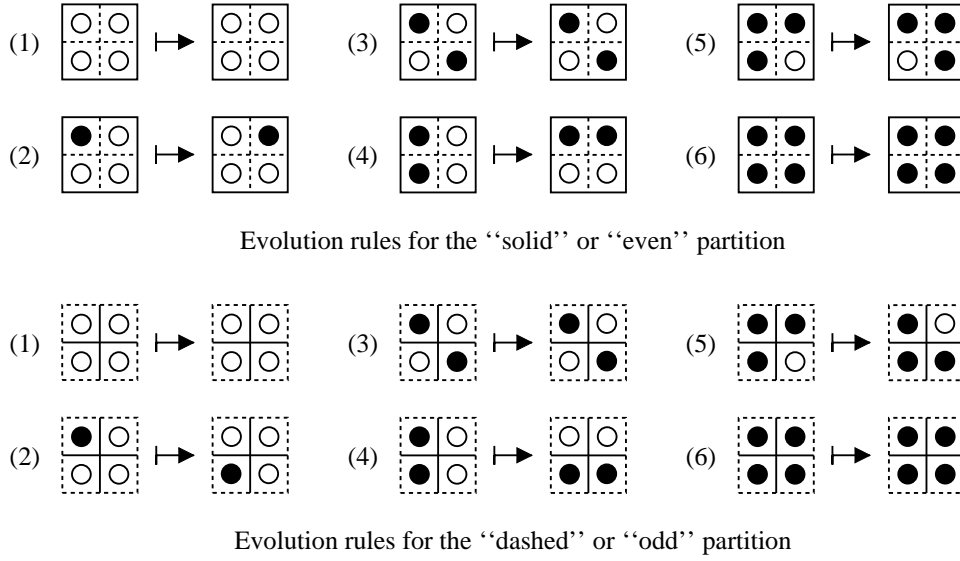 (1) (3) (5)
(2) (4) (6)
Evolution rules for the ‘‘solid’’ or ‘‘even’’ partition
(1) (3) (5)
(2) (4) (6)
Evolution rules for the ‘‘dashed’’ or ‘‘odd’’ partition